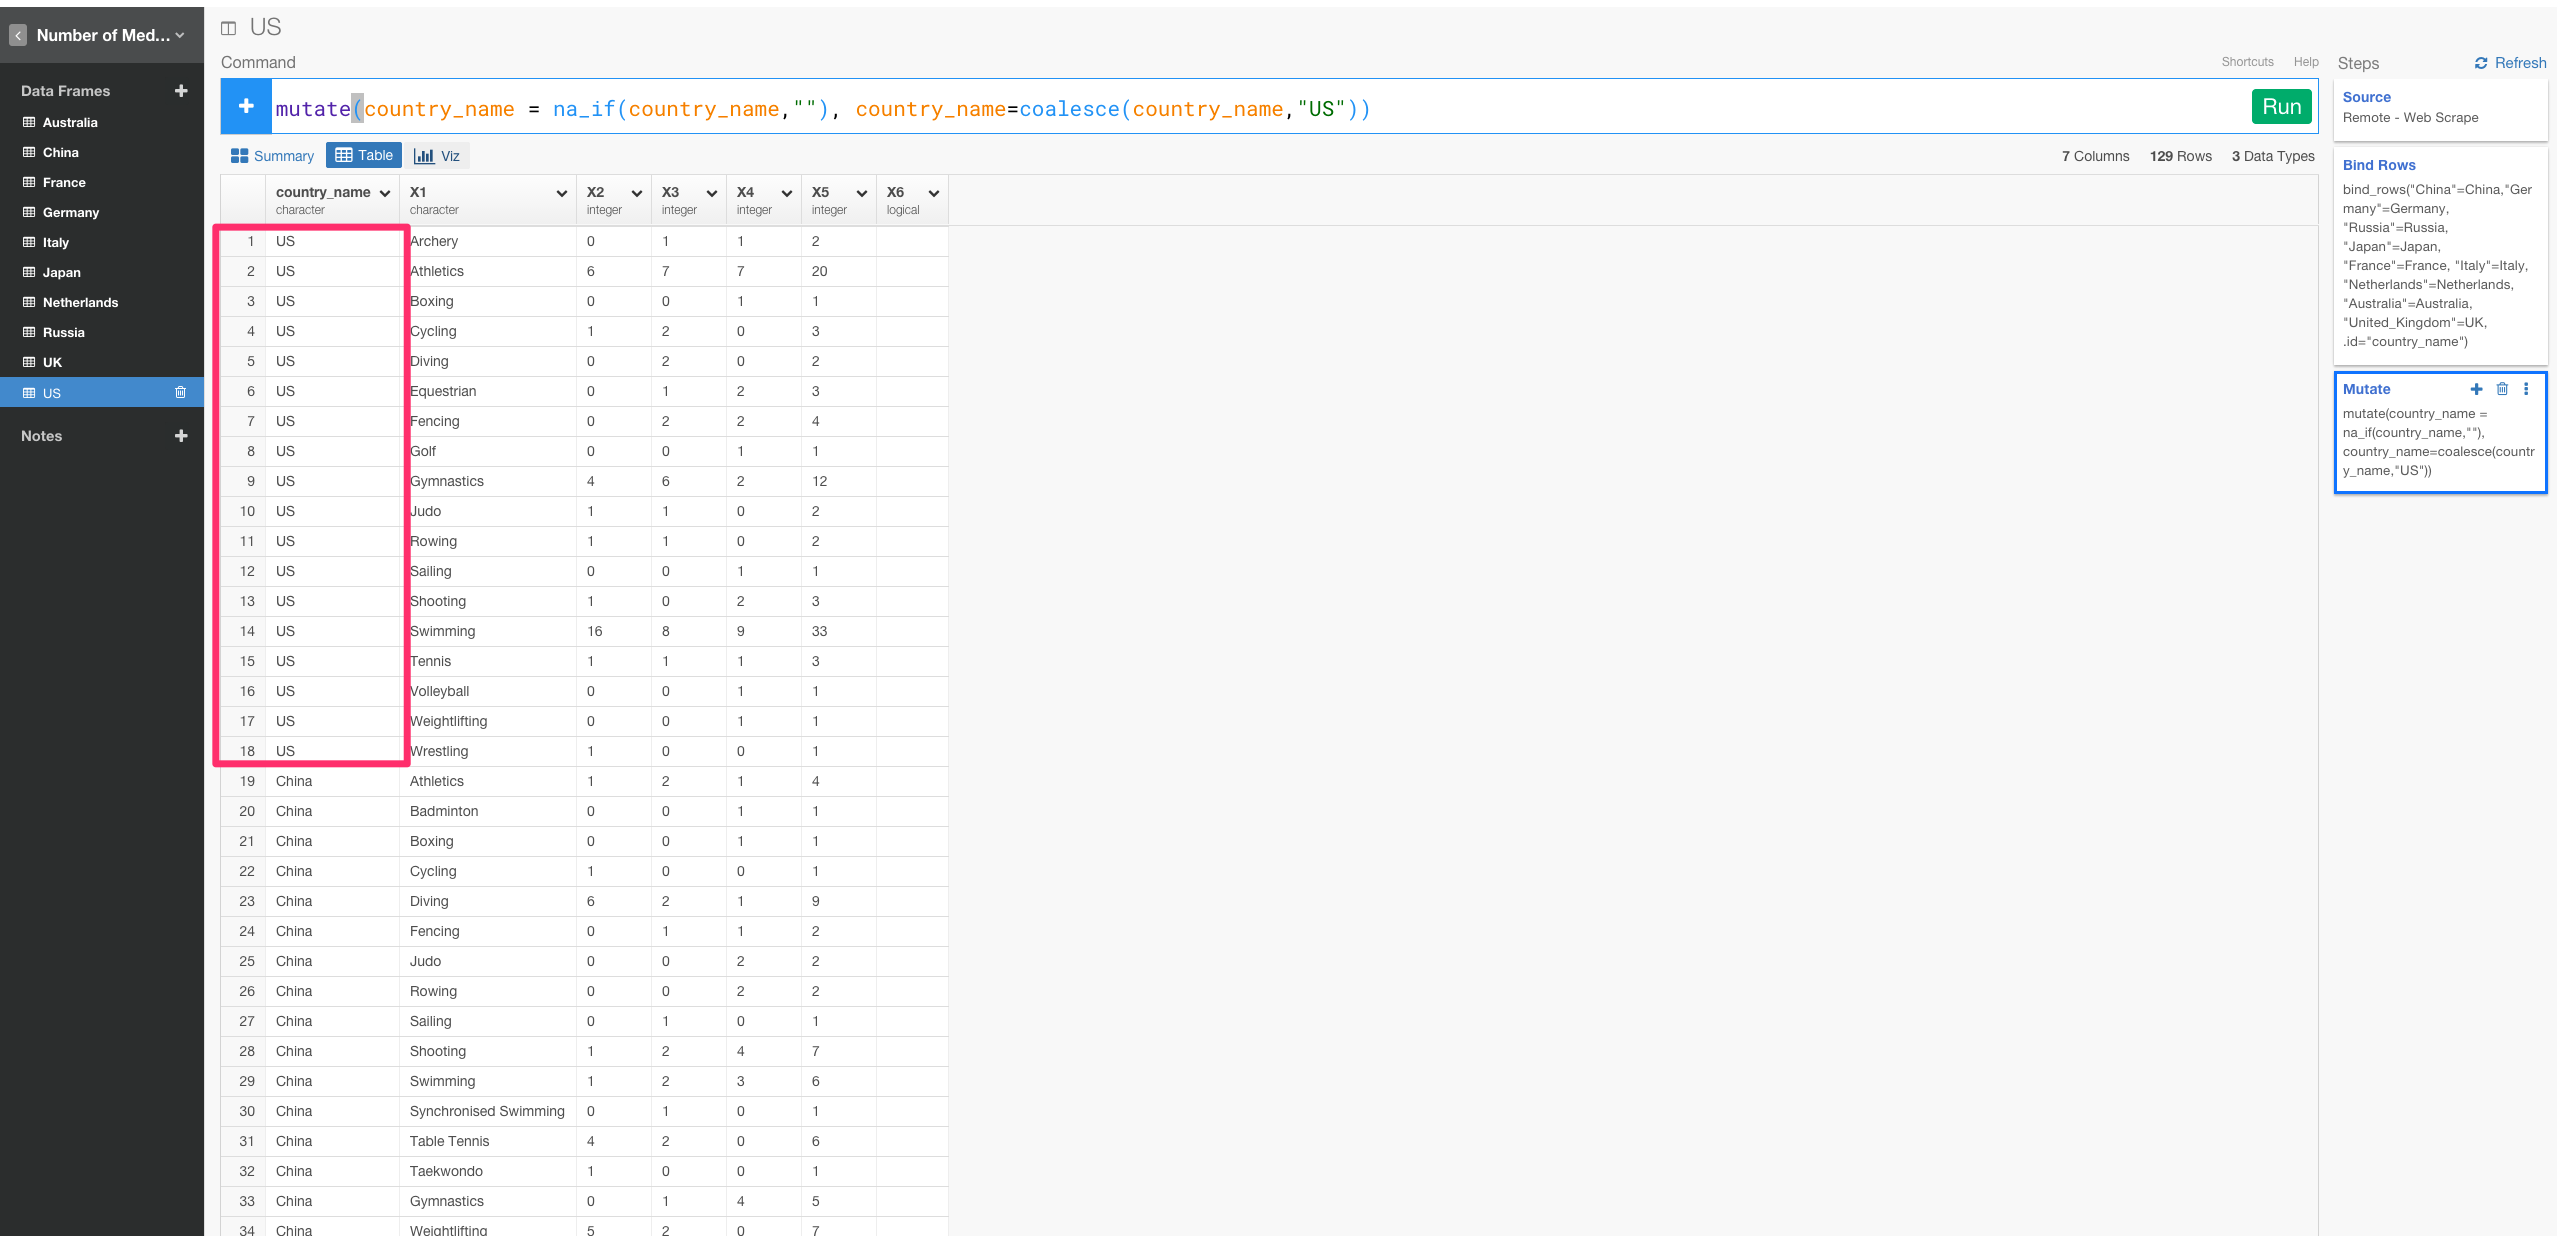 Number of Med...
Data Frames
Australia
China
France
Germany
Italy
Japan
Netherlands
Russia
UK
US
Notes
US
Command
Shortcuts Help
mutate(country_name = na_if(country_name,""), country_name=coalesce(country_name,"US"))
Run
Summary Table Viz
7 Columns 129 Rows 3 Data Types
country_name X1 X2 X3 X4 X5 X6
character character integer integer integer integer logical
1 US Archery 0 1 1 2
2 US Athletics 6 7 7 20
3 US Boxing 0 0 1 1
4 US Cycling 1 2 0 3
5 US Diving 0 2 0 2
6 US Equestrian 0 1 2 3
7 US Fencing 0 2 2 4
8 US Golf 0 0 1 1
9 US Gymnastics 4 6 2 12
10 US Judo 1 1 0 2
11 US Rowing 1 1 0 2
12 US Sailing 0 0 1 1
13 US Shooting 1 0 2 3
14 US Swimming 16 8 9 33
15 US Tennis 1 1 1 3
16 US Volleyball 0 0 1 1
17 US Weightlifting 0 0 1 1
18 US Wrestling 1 0 0 1
19 China Athletics 1 2 1 4
20 China Badminton 0 0 1 1
21 China Boxing 0 0 1 1
22 China Cycling 1 0 0 1
23 China Diving 6 2 1 9
24 China Fencing 0 1 1 2
25 China Judo 0 0 2 2
26 China Rowing 0 0 2 2
27 China Sailing 0 1 0 1
28 China Shooting 1 2 4 7
29 China Swimming 1 2 3 6
30 China Synchronised Swimming 0 1 0 1
31 China Table Tennis 4 2 0 6
32 China Taekwondo 1 0 0 1
33 China Gymnastics 0 1 4 5
34 China Weightlifting 5 2 0 7
Steps
Refresh
Source
Remote - Web Scrape
Bind Rows
bind_rows("China"=China,"Ger
many"=Germany,
"Russia"=Russia,
"Japan"=Japan,
"France"=France, "Italy"=Italy,
"Netherlands"=Netherlands,
"Australia"=Australia,
"United_Kingdom"=UK,
.id="country_name")
Mutate
mutate(country_name =
na_if(country_name,""),
country_name=coalesce(countr
y_name,"US"))